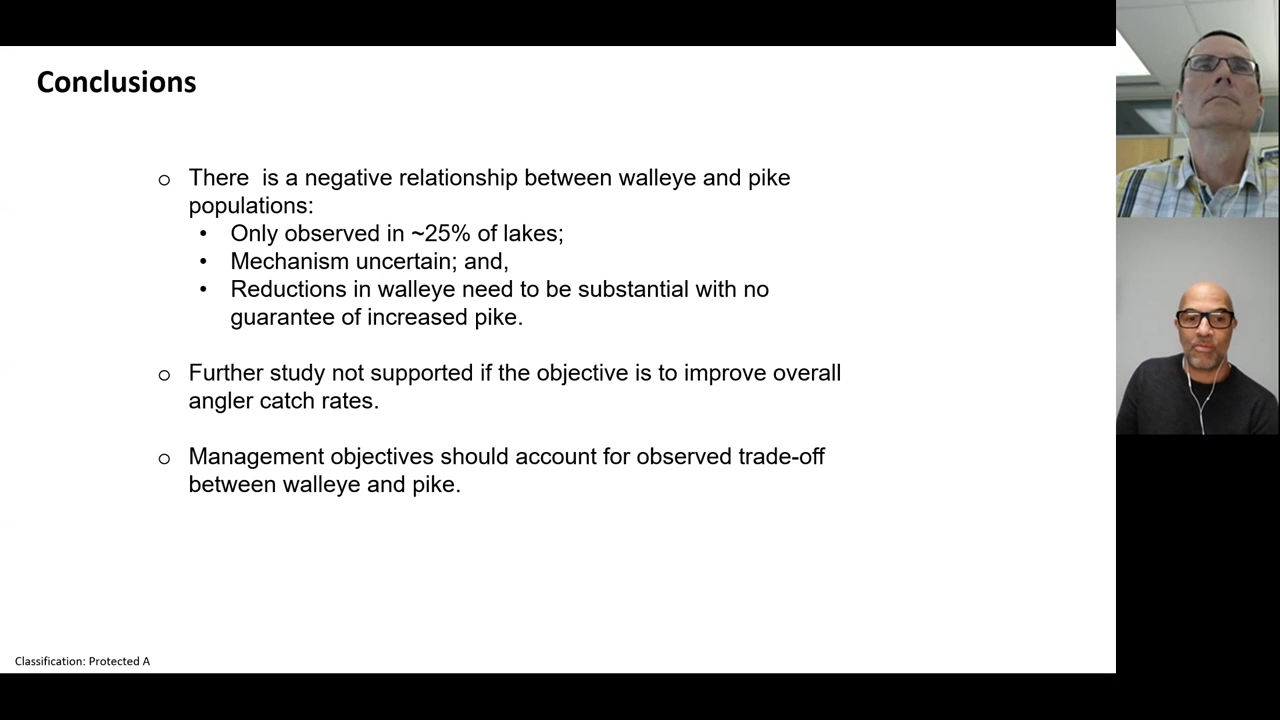 Conclusions
o There  is a negative relationship between walleye and pike
populations:
• Only observed in ~25% of lakes;
• Mechanism uncertain; and,
• Reductions in walleye need to be substantial with no
guarantee of increased pike.
o Further study not supported if the objective is to improve overall
angler catch rates.
o Management objectives should account for observed trade-off
between walleye and pike.
Classification: Protected A